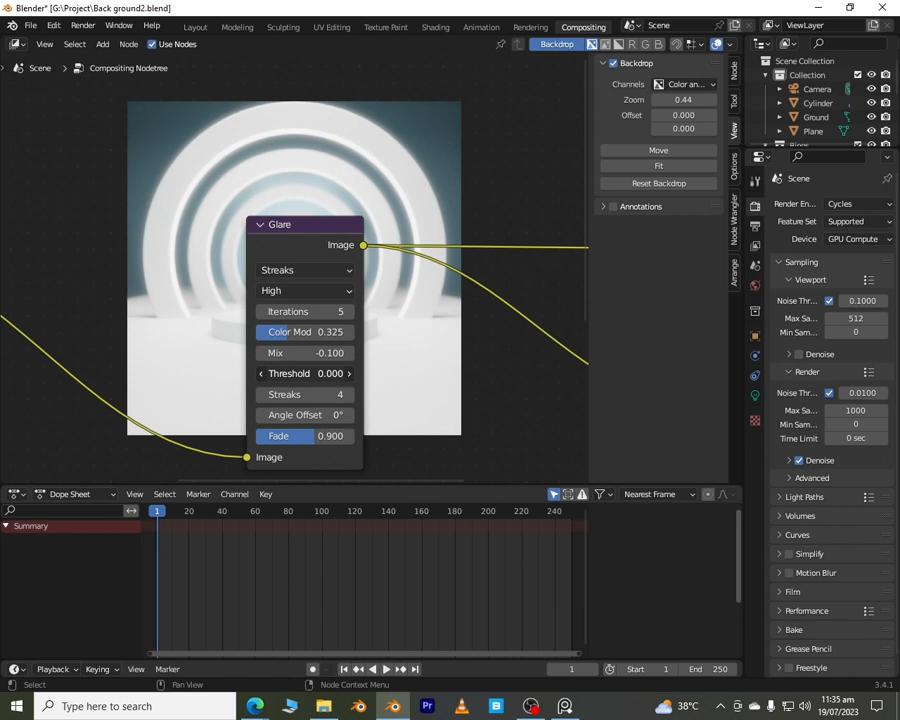 Blender* [G:\Project\Back ground2.blend]
File Edit Render Window Help Layout Modeling Sculpting UV Editing Texture Paint Shading Animation Rendering Compositing Scene ViewLayer
View Select Add Node Use Nodes Backdrop R G B
Scene > Compositing Nodetree
Glare
Image
Streaks
High
Iterations 5
Color Mod 0.325
Mix -0.100
Threshold 0.000
Streaks 4
Angle Offset 0°
Fade 0.900
Image
Backdrop
Channels Color an...
Zoom 0.44
Offset 0.000
0.000
Move
Fit
Reset Backdrop
Annotations
Node
Tool
View
Options
Node Wrangler
Arrange
Scene Collection
Collection
Camera
Cylinder
Ground
Plane
Scene
Render En... Cycles
Feature Set Supported
Device GPU Compute
Sampling
Viewport
Noise Thr... 0.1000
Max Sa... 512
Min Sam... 0
Denoise
Render
Noise Thr... 0.0100
Max Sa... 1000
Min Sam... 0
Time Limit 0 sec
Denoise
Advanced
Light Paths
Volumes
Curves
Simplify
Motion Blur
Film
Performance
Bake
Grease Pencil
Freestyle
Dope Sheet View Select Marker Channel Key Nearest Frame
1 20 40 60 80 100 120 140 160 180 200 220 240
Summary
Playback Keying View Marker 1 Start 1 End 250
Select Pan View Node Context Menu 3.4.1
Type here to search 38°C 11:35 am
19/07/2023